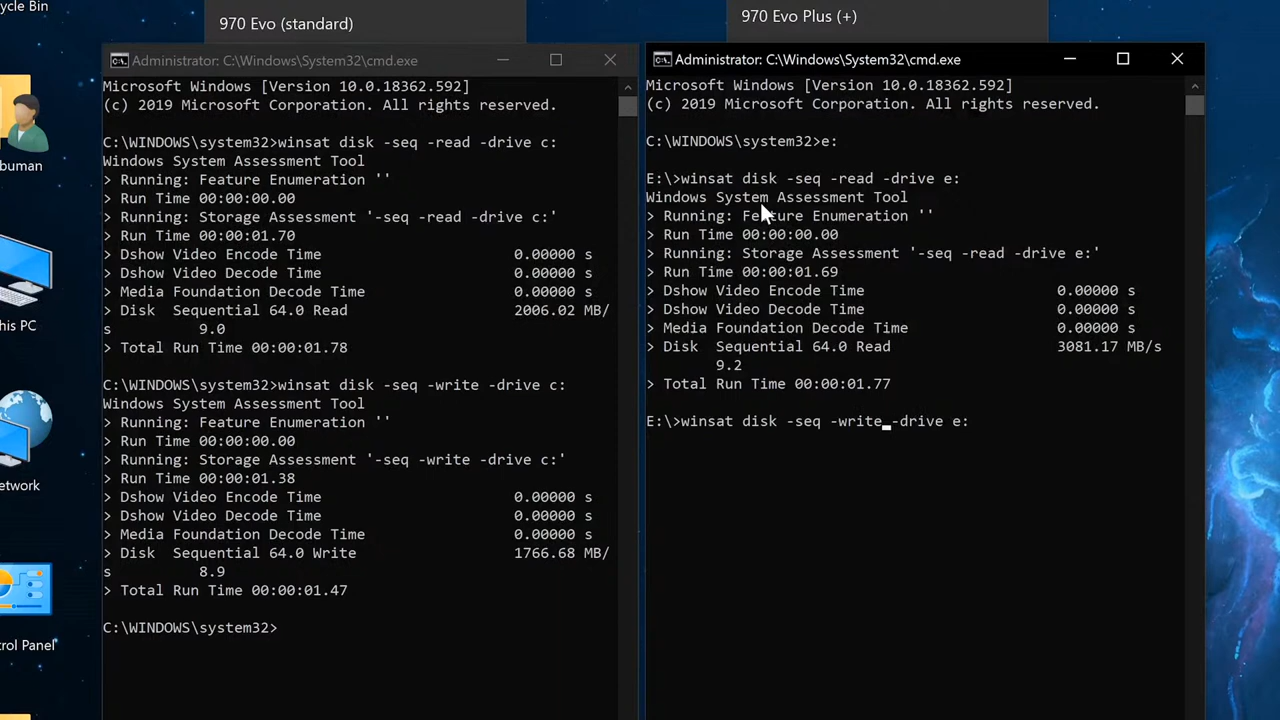 cycle Bin
buman
his PC
etwork
trol Panel
970 Evo (standard)
Administrator: C:\Windows\System32\cmd.exe
Microsoft Windows [Version 10.0.18362.592]
(c) 2019 Microsoft Corporation. All rights reserved.
C:\WINDOWS\system32>winsat disk -seq -read -drive c:
Windows System Assessment Tool
> Running: Feature Enumeration ''
> Run Time 00:00:00.00
> Running: Storage Assessment '-seq -read -drive c:'
> Run Time 00:00:01.70
> Dshow Video Encode Time 0.00000 s
> Dshow Video Decode Time 0.00000 s
> Media Foundation Decode Time 0.00000 s
> Disk  Sequential 64.0 Read 2006.02 MB/
s 9.0
> Total Run Time 00:00:01.78
C:\WINDOWS\system32>winsat disk -seq -write -drive c:
Windows System Assessment Tool
> Running: Feature Enumeration ''
> Run Time 00:00:00.00
> Running: Storage Assessment '-seq -write -drive c:'
> Run Time 00:00:01.38
> Dshow Video Encode Time 0.00000 s
> Dshow Video Decode Time 0.00000 s
> Media Foundation Decode Time 0.00000 s
> Disk  Sequential 64.0 Write 1766.68 MB/
s 8.9
> Total Run Time 00:00:01.47
C:\WINDOWS\system32>
970 Evo Plus (+)
Administrator: C:\Windows\System32\cmd.exe
Microsoft Windows [Version 10.0.18362.592]
(c) 2019 Microsoft Corporation. All rights reserved.
C:\WINDOWS\system32>e:
E:\>winsat disk -seq -read -drive e:
Windows System Assessment Tool
> Running: Feature Enumeration ''
> Run Time 00:00:00.00
> Running: Storage Assessment '-seq -read -drive e:'
> Run Time 00:00:01.69
> Dshow Video Encode Time 0.00000 s
> Dshow Video Decode Time 0.00000 s
> Media Foundation Decode Time 0.00000 s
> Disk  Sequential 64.0 Read 3081.17 MB/s
9.2
> Total Run Time 00:00:01.77
E:\>winsat disk -seq -write -drive e: